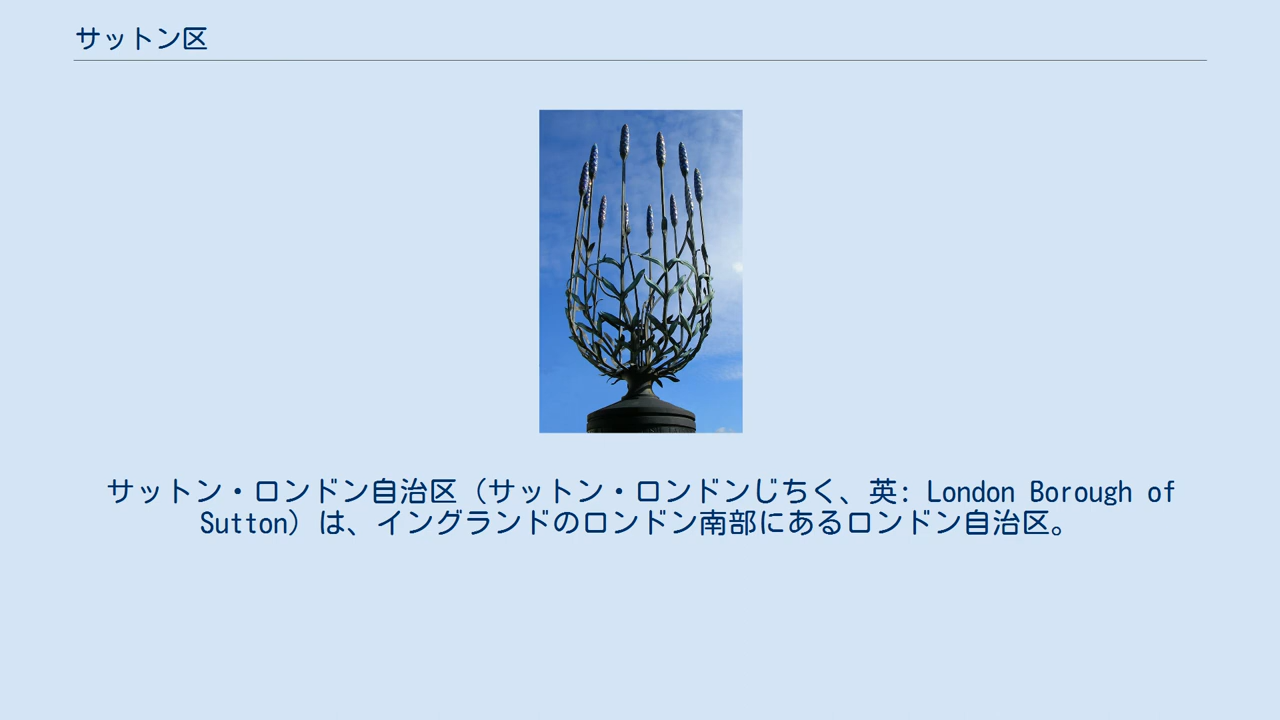 サットン区
サットン・ロンドン自治区（サットン・ロンドンじちく、英: London Borough of
Sutton）は、イングランドのロンドン南部にあるロンドン自治区。